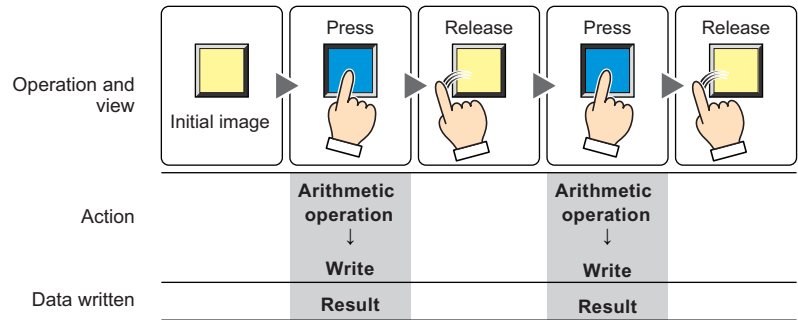 Press
Release
Press
Release
Operation and
view
Initial image
Action
Arithmetic
operation
↓
Write
Arithmetic
operation
↓
Write
Data written
Result
Result